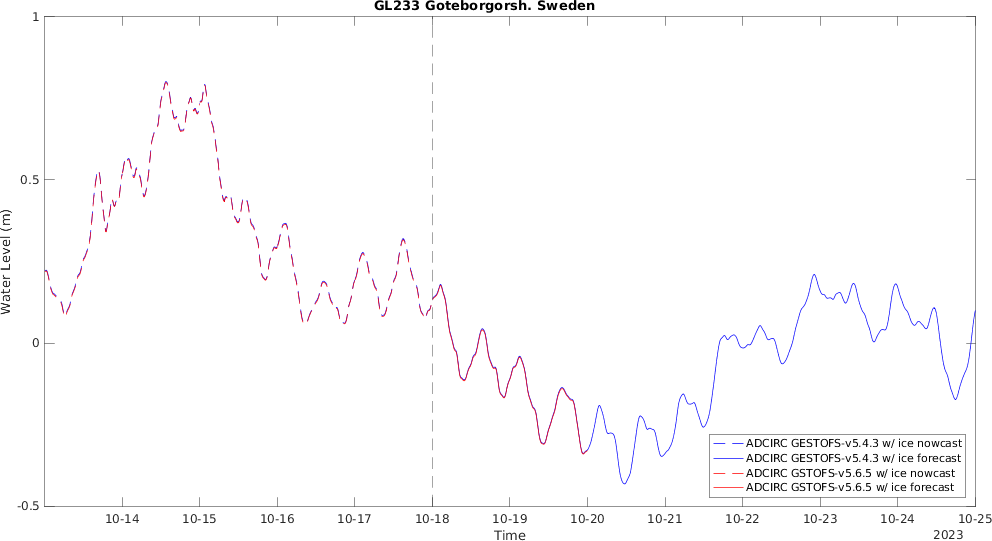 GL233 Goteborgorsh. Sweden
Water Level (m)
1
0.5
0
-0.5
10-14 10-15 10-16 10-17 10-18 10-19 10-20 10-21 10-22 10-23 10-24 10-25
Time
2023
ADCIRC GESTOFS-v5.4.3 w/ ice nowcast
ADCIRC GESTOFS-v5.4.3 w/ ice forecast
ADCIRC GSTOFS-v5.6.5 w/ ice nowcast
ADCIRC GSTOFS-v5.6.5 w/ ice forecast